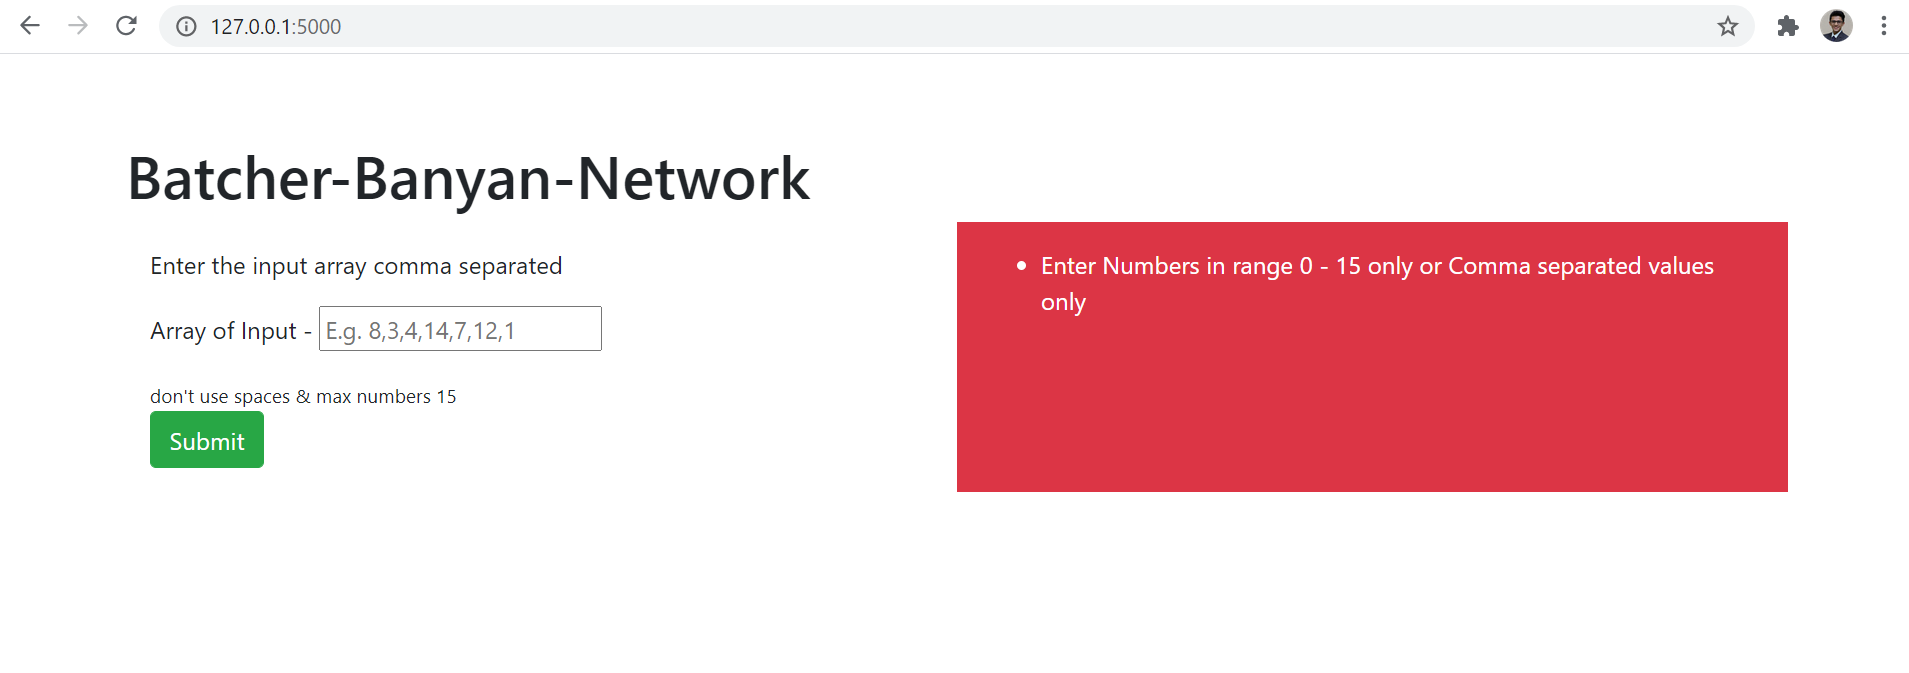 127.0.0.1:5000
Batcher-Banyan-Network
Enter the input array comma separated
Array of Input - E.g. 8,3,4,14,7,12,1
don't use spaces & max numbers 15
Submit
Enter Numbers in range 0 - 15 only or Comma separated values
only